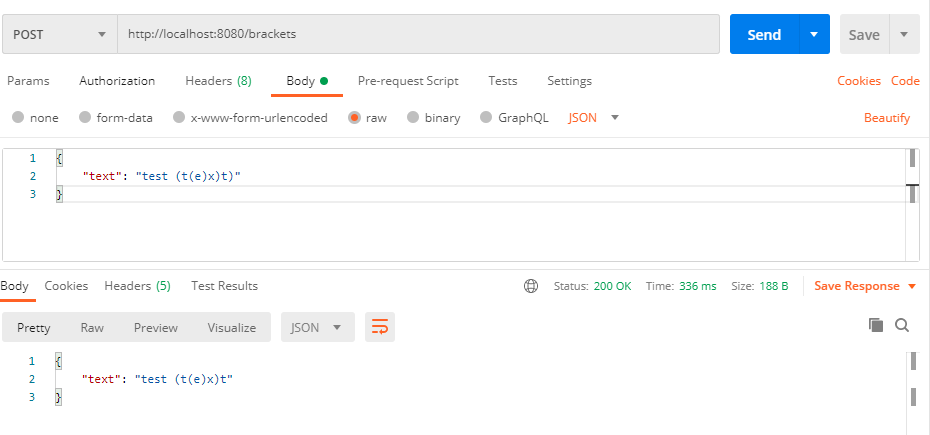 POST http://localhost:8080/brackets Send Save
Params Authorization Headers (8) Body Pre-request Script Tests Settings Cookies Code
none form-data x-www-form-urlencoded raw binary GraphQL JSON Beautify
1 {
2 "text": "test (t(e)x)t)"
3 }
Body Cookies Headers (5) Test Results Status: 200 OK Time: 336 ms Size: 188 B Save Response
Pretty Raw Preview Visualize JSON
1 {
2 "text": "test (t(e)x)t"
3 }